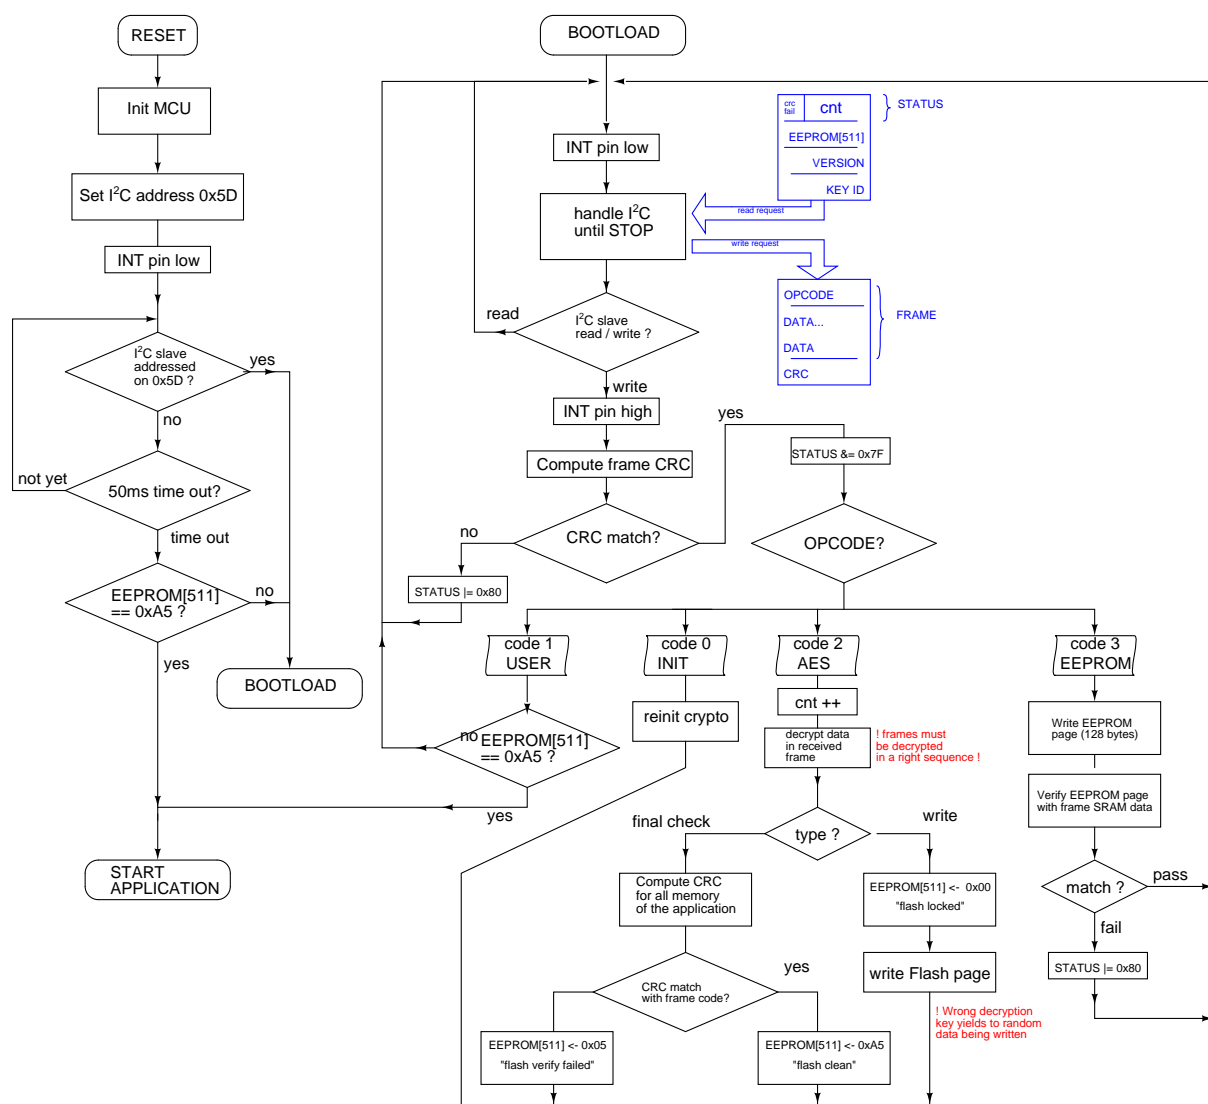 RESET
Init MCU
Set I²C address 0x5D
INT pin low
I²C slave
addressed
on 0x5D ?
yes
no
not yet
50ms time out?
time out
EEPROM[511]
== 0xA5 ?
no
yes
BOOTLOAD
START
APPLICATION
BOOTLOAD
INT pin low
handle I²C
until STOP
read
I²C slave
read / write ?
write
INT pin high
Compute frame CRC
yes
no
CRC match?
STATUS |= 0x80
STATUS &= 0x7F
OPCODE?
crc
fail
cnt
STATUS
EEPROM[511]
VERSION
KEY ID
read request
write request
OPCODE
DATA...
DATA
CRC
FRAME
code 1
USER
no
EEPROM[511]
== 0xA5 ?
yes
code 0
INIT
reinit crypto
code 2
AES
cnt ++
decrypt data
in received
frame
! frames must
be decrypted
in a right sequence !
final check
type ?
write
Compute CRC
for all memory
of the application
CRC match
with frame code?
yes
EEPROM[511] <- 0x05
"flash verify failed"
EEPROM[511] <- 0xA5
"flash clean"
EEPROM[511] <- 0x00
"flash locked"
write Flash page
! Wrong decryption
key yields to random
data being written
code 3
EEPROM
Write EEPROM
page (128 bytes)
Verify EEPROM page
with frame SRAM data
match ?
pass
fail
STATUS |= 0x80